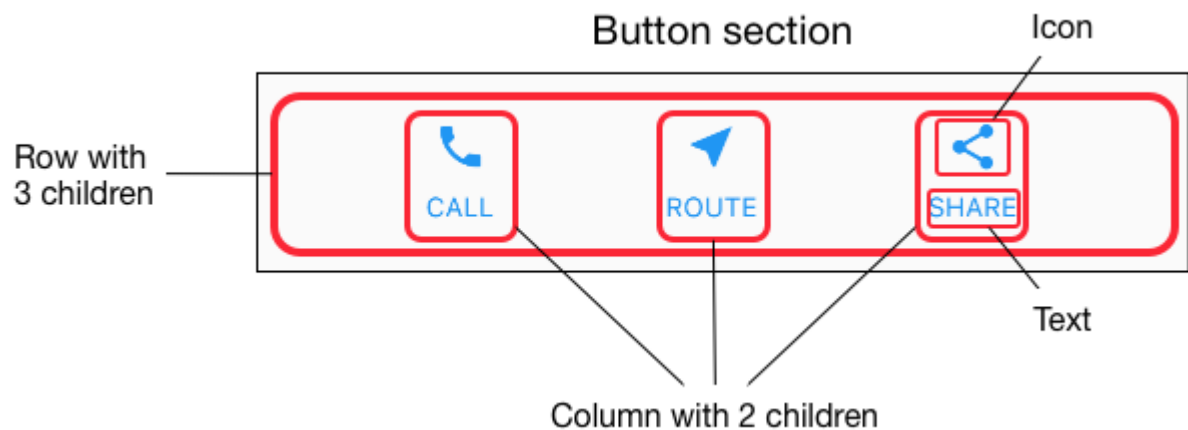 Button section
Icon
Row with
3 children
CALL
ROUTE
SHARE
Text
Column with 2 children